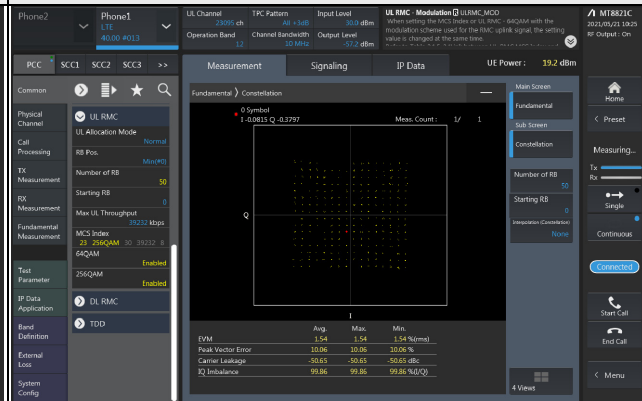 Phone2
Phone1
LTE
40.00 #013
UL Channel
23095 ch
TPC Pattern
All +3dB
Input Level
30.0 dBm
Operation Band
12
Channel Bandwidth
10 MHz
Output Level
-57.2 dBm
UL RMC - Modulation ULRMC_MOD
When setting the MCS Index or UL RMC - 64QAM with the
modulation scheme used for the RMC uplink signal, the setting
value is changed at the same time.
MT8821C
2021/05/21 10:25
RF Output : On
PCC
SCC1
SCC2
SCC3
>>
Measurement
Signaling
IP Data
UE Power : 19.2 dBm
Common
Physical
Channel
Call
Processing
TX
Measurement
RX
Measurement
Fundamental
Measurement
Test
Parameter
IP Data
Application
Band
Definition
External
Loss
System
Config
UL RMC
UL Allocation Mode
Normal
RB Pos.
Min(#0)
Number of RB
50
Starting RB
0
Max UL Throughput
39232 kbps
MCS Index
23 256QAM 30 39232 8
64QAM
Enabled
256QAM
Enabled
DL RMC
TDD
Fundamental > Constellation
0 Symbol
I -0.0815 Q -0.3797
Meas. Count : 1/ 1
Q
I
Avg. Max. Min.
EVM 1.54 1.54 1.54 %(rms)
Peak Vector Error 10.06 10.06 10.06 %
Carrier Leakage -50.65 -50.65 -50.65 dBc
IQ Imbalance 99.86 99.86 99.86 %(I/Q)
Main Screen
Fundamental
Sub Screen
Constellation
Number of RB
50
Starting RB
0
Interpolation (Constellation)
None
4 Views
Home
< Preset
Measuring...
Tx
Rx
Single
Continuous
Connected
Start Call
End Call
< Menu